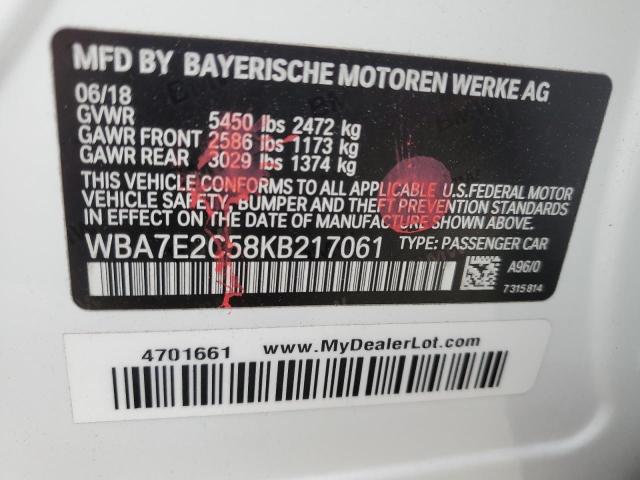 MFD BY BAYERISCHE MOTOREN WERKE AG
06/18
GVWR 5450 lbs 2472 kg
GAWR FRONT 2586 lbs 1173 kg
GAWR REAR 3029 lbs 1374 kg
THIS VEHICLE CONFORMS TO ALL APPLICABLE U.S.FEDERAL MOTOR
VEHICLE SAFETY, BUMPER AND THEFT PREVENTION STANDARDS
IN EFFECT ON THE DATE OF MANUFACTURE SHOWN ABOVE.
WBA7E2C58KB217061 TYPE: PASSENGER CAR
A96/0
7315814
4701661 www.MyDealerLot.com